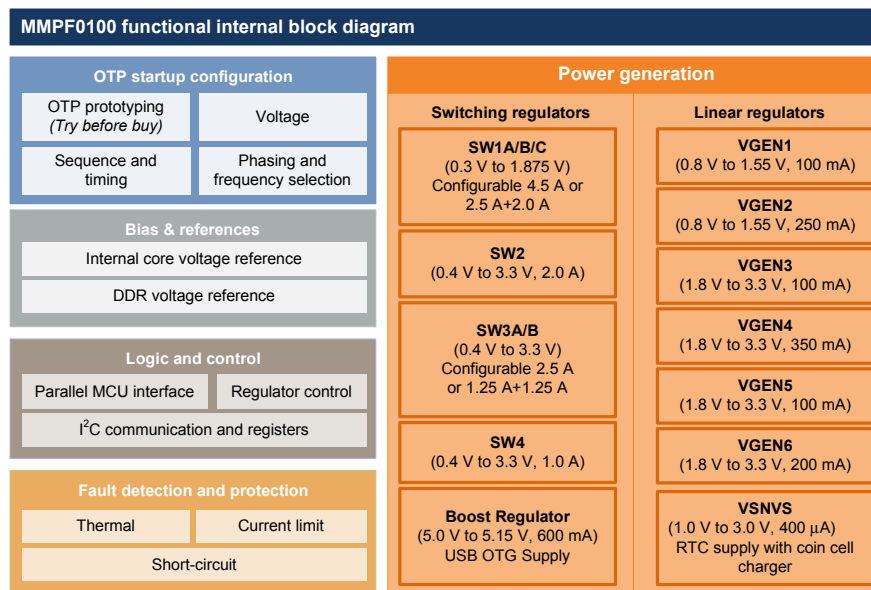 MMPF0100 functional internal block diagram
OTP startup configuration
OTP prototyping
(Try before buy)
Voltage
Sequence and
timing
Phasing and
frequency selection
Bias & references
Internal core voltage reference
DDR voltage reference
Logic and control
Parallel MCU interface
Regulator control
I²C communication and registers
Fault detection and protection
Thermal
Current limit
Short-circuit
Power generation
Switching regulators
SW1A/B/C
(0.3 V to 1.875 V)
Configurable 4.5 A or
2.5 A+2.0 A
SW2
(0.4 V to 3.3 V, 2.0 A)
SW3A/B
(0.4 V to 3.3 V)
Configurable 2.5 A
or 1.25 A+1.25 A
SW4
(0.4 V to 3.3 V, 1.0 A)
Boost Regulator
(5.0 V to 5.15 V, 600 mA)
USB OTG Supply
Linear regulators
VGEN1
(0.8 V to 1.55 V, 100 mA)
VGEN2
(0.8 V to 1.55 V, 250 mA)
VGEN3
(1.8 V to 3.3 V, 100 mA)
VGEN4
(1.8 V to 3.3 V, 350 mA)
VGEN5
(1.8 V to 3.3 V, 100 mA)
VGEN6
(1.8 V to 3.3 V, 200 mA)
VSNVS
(1.0 V to 3.0 V, 400 μA)
RTC supply with coin cell
charger